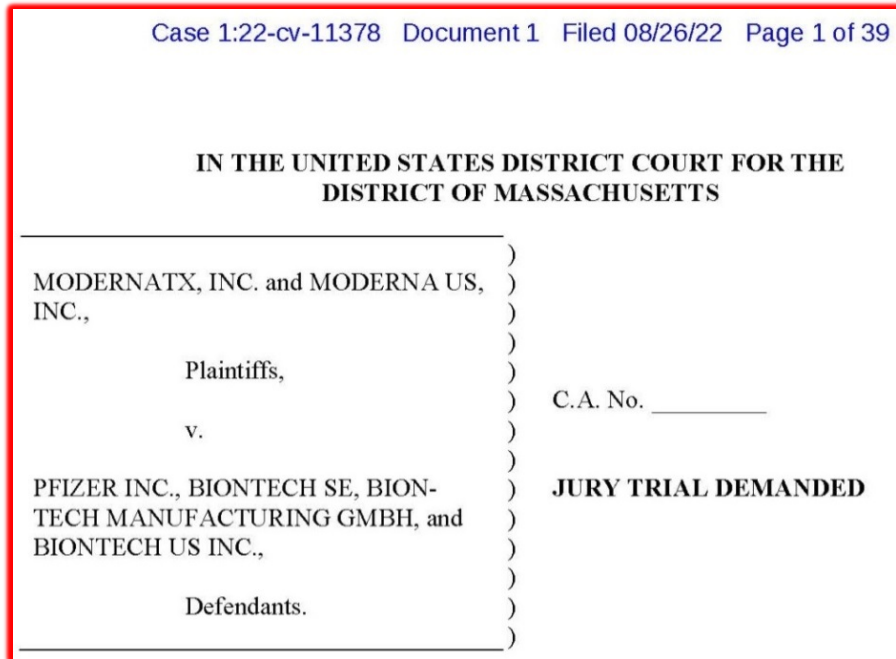 Case 1:22-cv-11378 Document 1 Filed 08/26/22 Page 1 of 39
IN THE UNITED STATES DISTRICT COURT FOR THE
DISTRICT OF MASSACHUSETTS
MODERNATX, INC. and MODERNA US,
INC.,
Plaintiffs,
v.
PFIZER INC., BIONTECH SE, BION-
TECH MANUFACTURING GMBH, and
BIONTECH US INC.,
Defendants.
)
)
)
)
)
)
)
)
)
)
)
)
)
)
C.A. No. __________
JURY TRIAL DEMANDED